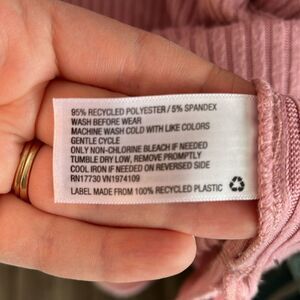 95% RECYCLED POLYESTER / 5% SPANDEX
WASH BEFORE WEAR
MACHINE WASH COLD WITH LIKE COLORS
GENTLE CYCLE
ONLY NON-CHLORINE BLEACH IF NEEDED
TUMBLE DRY LOW, REMOVE PROMPTLY
COOL IRON IF NEEDED ON REVERSED SIDE
RN17730 VN1974109
LABEL MADE FROM 100% RECYCLED PLASTIC